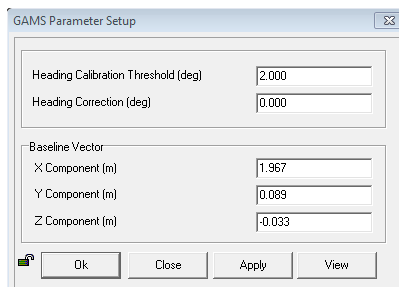 GAMS Parameter Setup
Heading Calibration Threshold (deg) 2.000
Heading Correction (deg) 0.000
Baseline Vector
X Component (m) 1.967
Y Component (m) 0.089
Z Component (m) -0.033
Ok Close Apply View